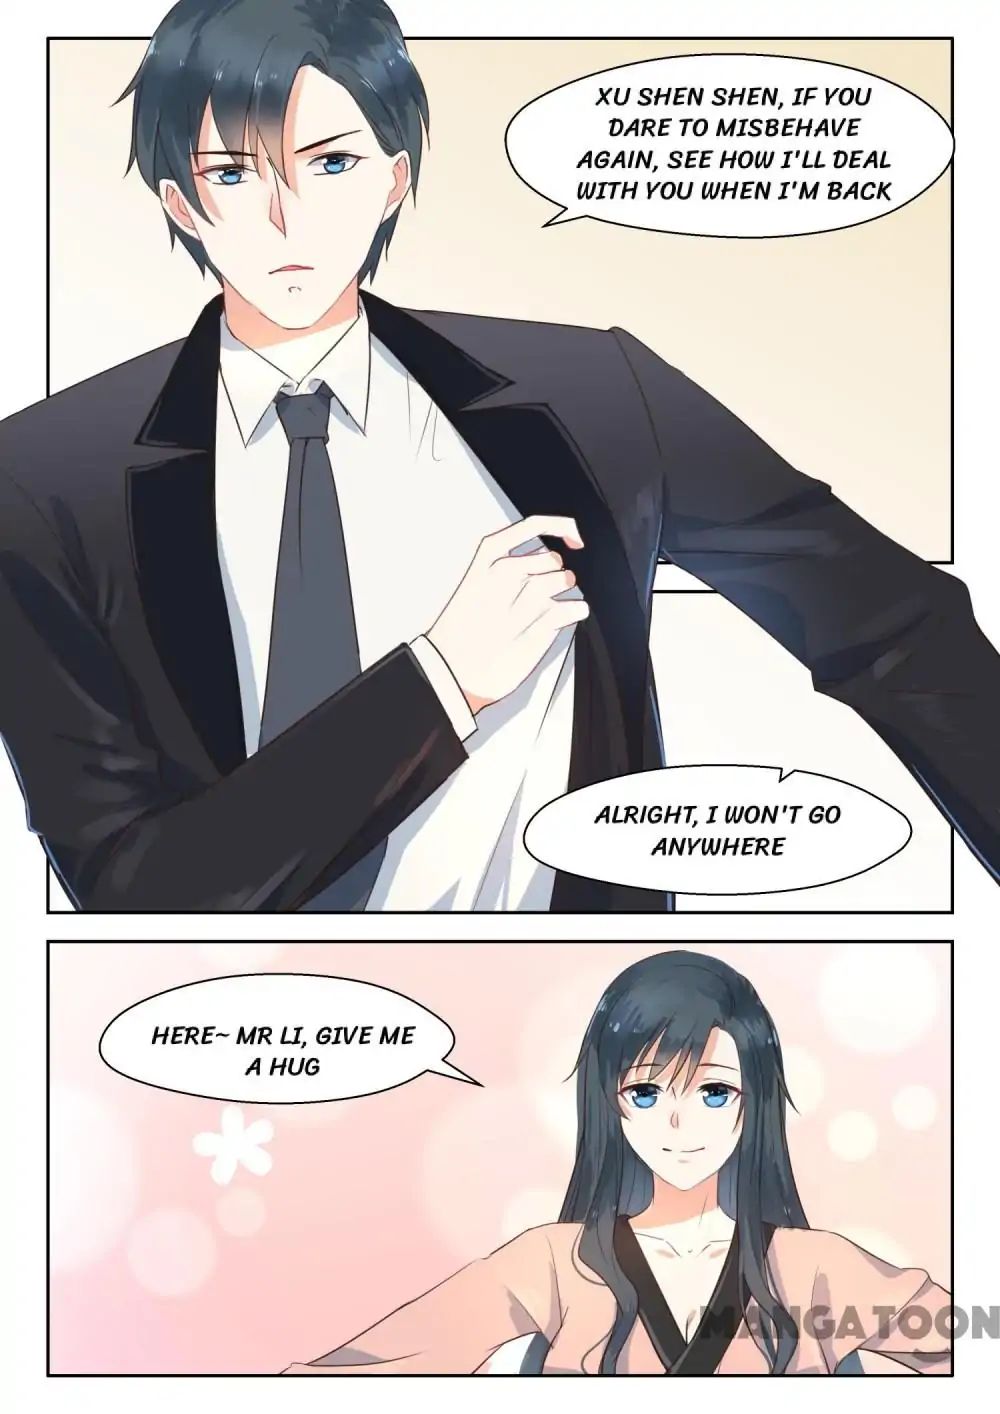 XU SHEN SHEN, IF YOU
DARE TO MISBEHAVE
AGAIN, SEE HOW I'LL DEAL
WITH YOU WHEN I'M BACK
ALRIGHT, I WON'T GO
ANYWHERE
HERE~ MR LI, GIVE ME
A HUG
MANGATOON